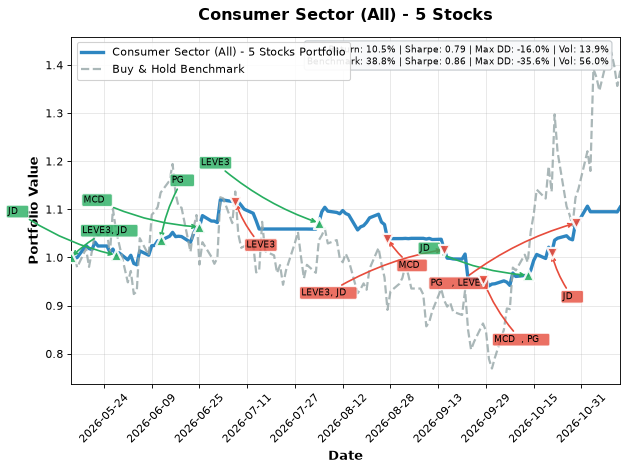 Consumer Sector (All) - 5 Stocks
Consumer Sector (All) - 5 Stocks Portfolio
Buy & Hold Benchmark
rn: 10.5% | Sharpe: 0.79 | Max DD: -16.0% | Vol: 13.9%
Benchmark: 38.8% | Sharpe: 0.86 | Max DD: -35.6% | Vol: 56.0%
Portfolio Value
1.4
1.3
1.2
1.1
1.0
0.9
0.8
LEVE3
PG
MCD
JD
LEVE3, JD
LEVE3
JD
MCD
PG , LEVE3
LEVE3, JD
JD
MCD , PG
2026-05-24
2026-06-09
2026-06-25
2026-07-11
2026-07-27
2026-08-12
2026-08-28
2026-09-13
2026-09-29
2026-10-15
2026-10-31
Date